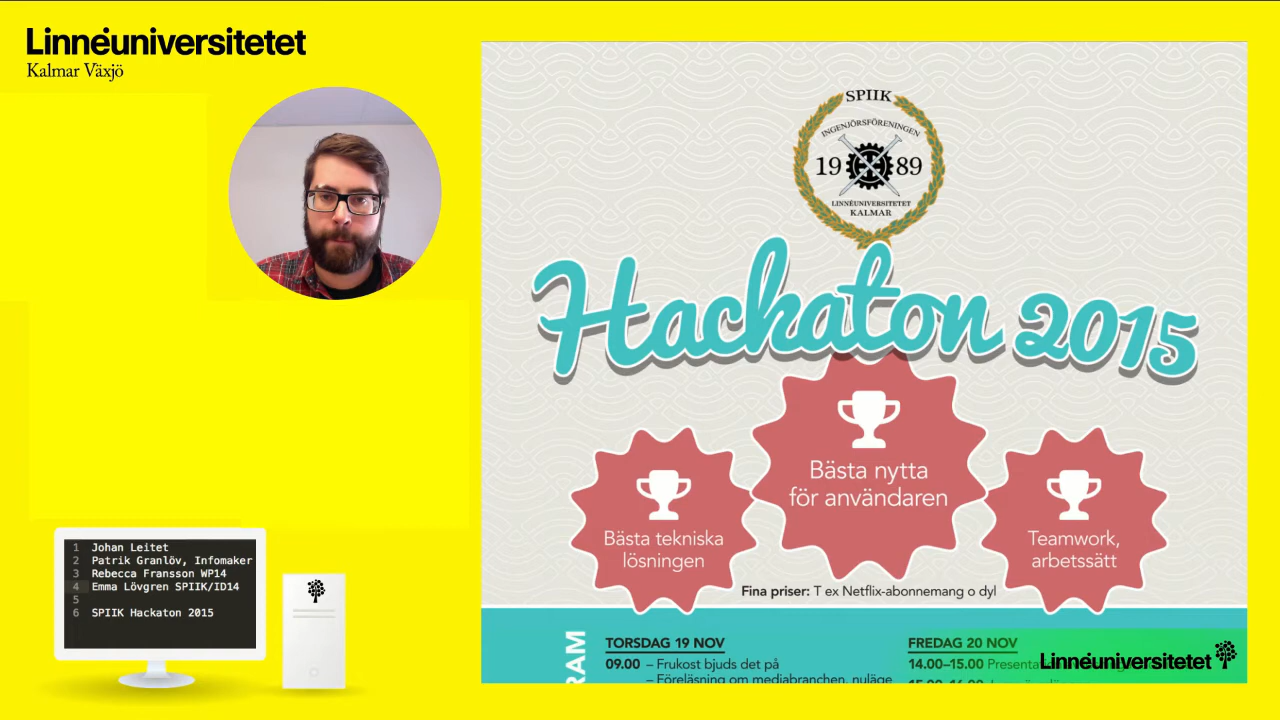 Linnéuniversitetet
Kalmar Växjö
SPIIK
INGENJÖRSFÖRENINGEN
19 89
LINNÉUNIVERSITETET
KALMAR
Hackaton 2015
Bästa nytta
för användaren
Bästa tekniska
lösningen
Teamwork,
arbetssätt
Fina priser: T ex Netflix-abonnemang o dyl
TORSDAG 19 NOV
09.00 – Frukost bjuds det på
– Föreläsning om mediabranchen, nuläge
FREDAG 20 NOV
14.00–15.00
Linnéuniversitetet
1 Johan Leitet
2 Patrik Granlöv, Infomaker
3 Rebecca Fransson WP14
4 Emma Lövgren SPIIK/ID14
5
6 SPIIK Hackaton 2015